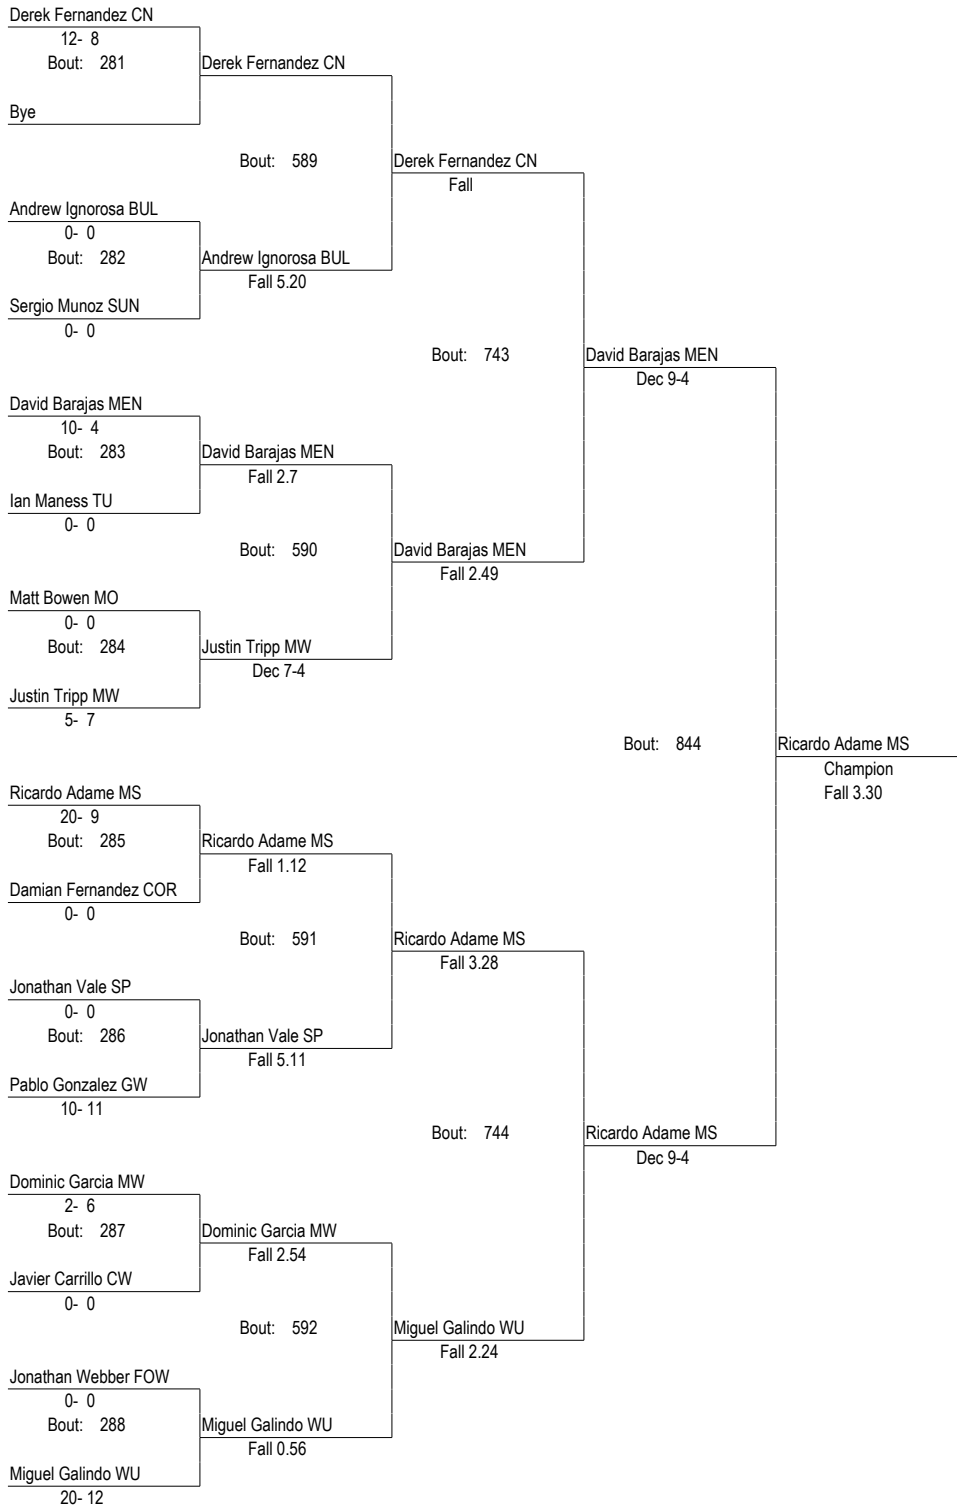 Derek Fernandez CN
12- 8
Bout: 281
Derek Fernandez CN
Bye
Bout: 589
Derek Fernandez CN
Fall
Andrew Ignorosa BUL
0- 0
Bout: 282
Andrew Ignorosa BUL
Fall 5.20
Sergio Munoz SUN
0- 0
Bout: 743
David Barajas MEN
Dec 9-4
David Barajas MEN
10- 4
Bout: 283
David Barajas MEN
Fall 2.7
Ian Maness TU
0- 0
Bout: 590
David Barajas MEN
Fall 2.49
Matt Bowen MO
0- 0
Bout: 284
Justin Tripp MW
Dec 7-4
Justin Tripp MW
5- 7
Bout: 844
Ricardo Adame MS
Champion
Fall 3.30
Ricardo Adame MS
20- 9
Bout: 285
Ricardo Adame MS
Fall 1.12
Damian Fernandez COR
0- 0
Bout: 591
Ricardo Adame MS
Fall 3.28
Jonathan Vale SP
0- 0
Bout: 286
Jonathan Vale SP
Fall 5.11
Pablo Gonzalez GW
10- 11
Bout: 744
Ricardo Adame MS
Dec 9-4
Dominic Garcia MW
2- 6
Bout: 287
Dominic Garcia MW
Fall 2.54
Javier Carrillo CW
0- 0
Bout: 592
Miguel Galindo WU
Fall 2.24
Jonathan Webber FOW
0- 0
Bout: 288
Miguel Galindo WU
Fall 0.56
Miguel Galindo WU
20- 12